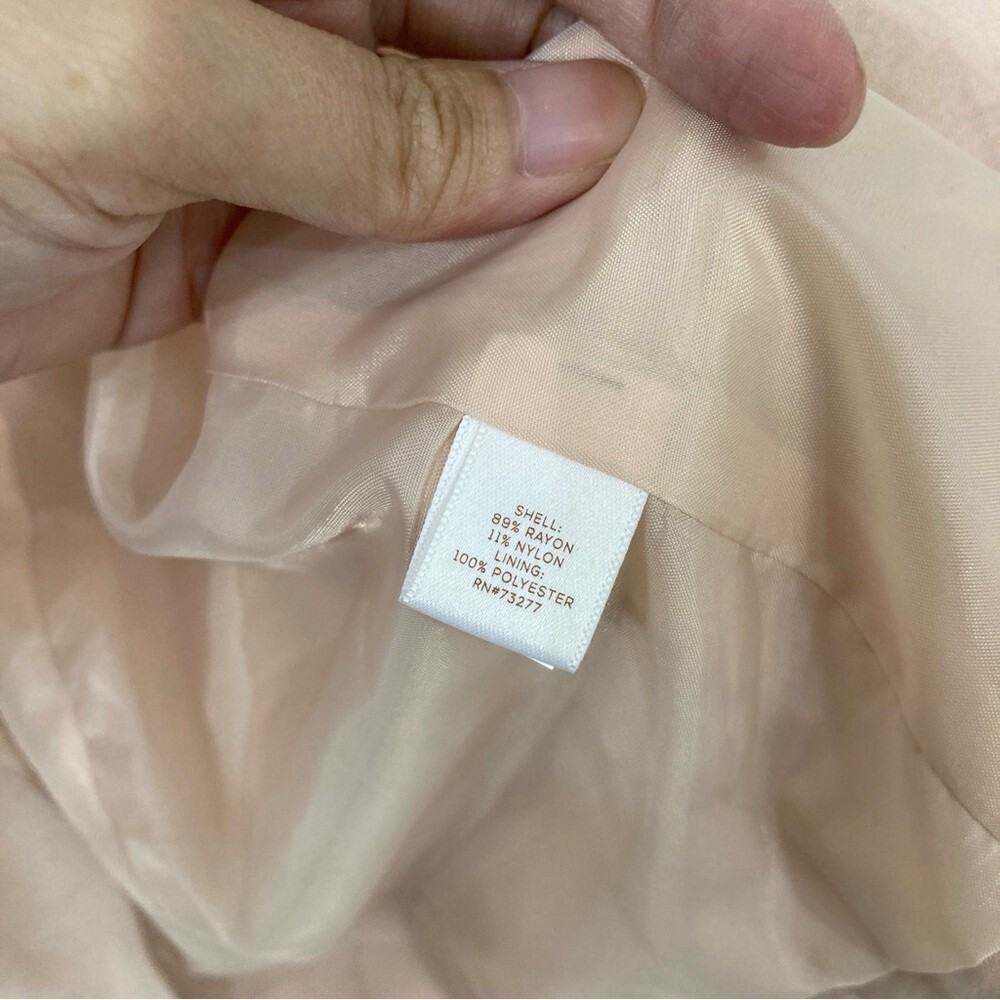 SHELL:
89% RAYON
11% NYLON
LINING:
100% POLYESTER
RN#73277